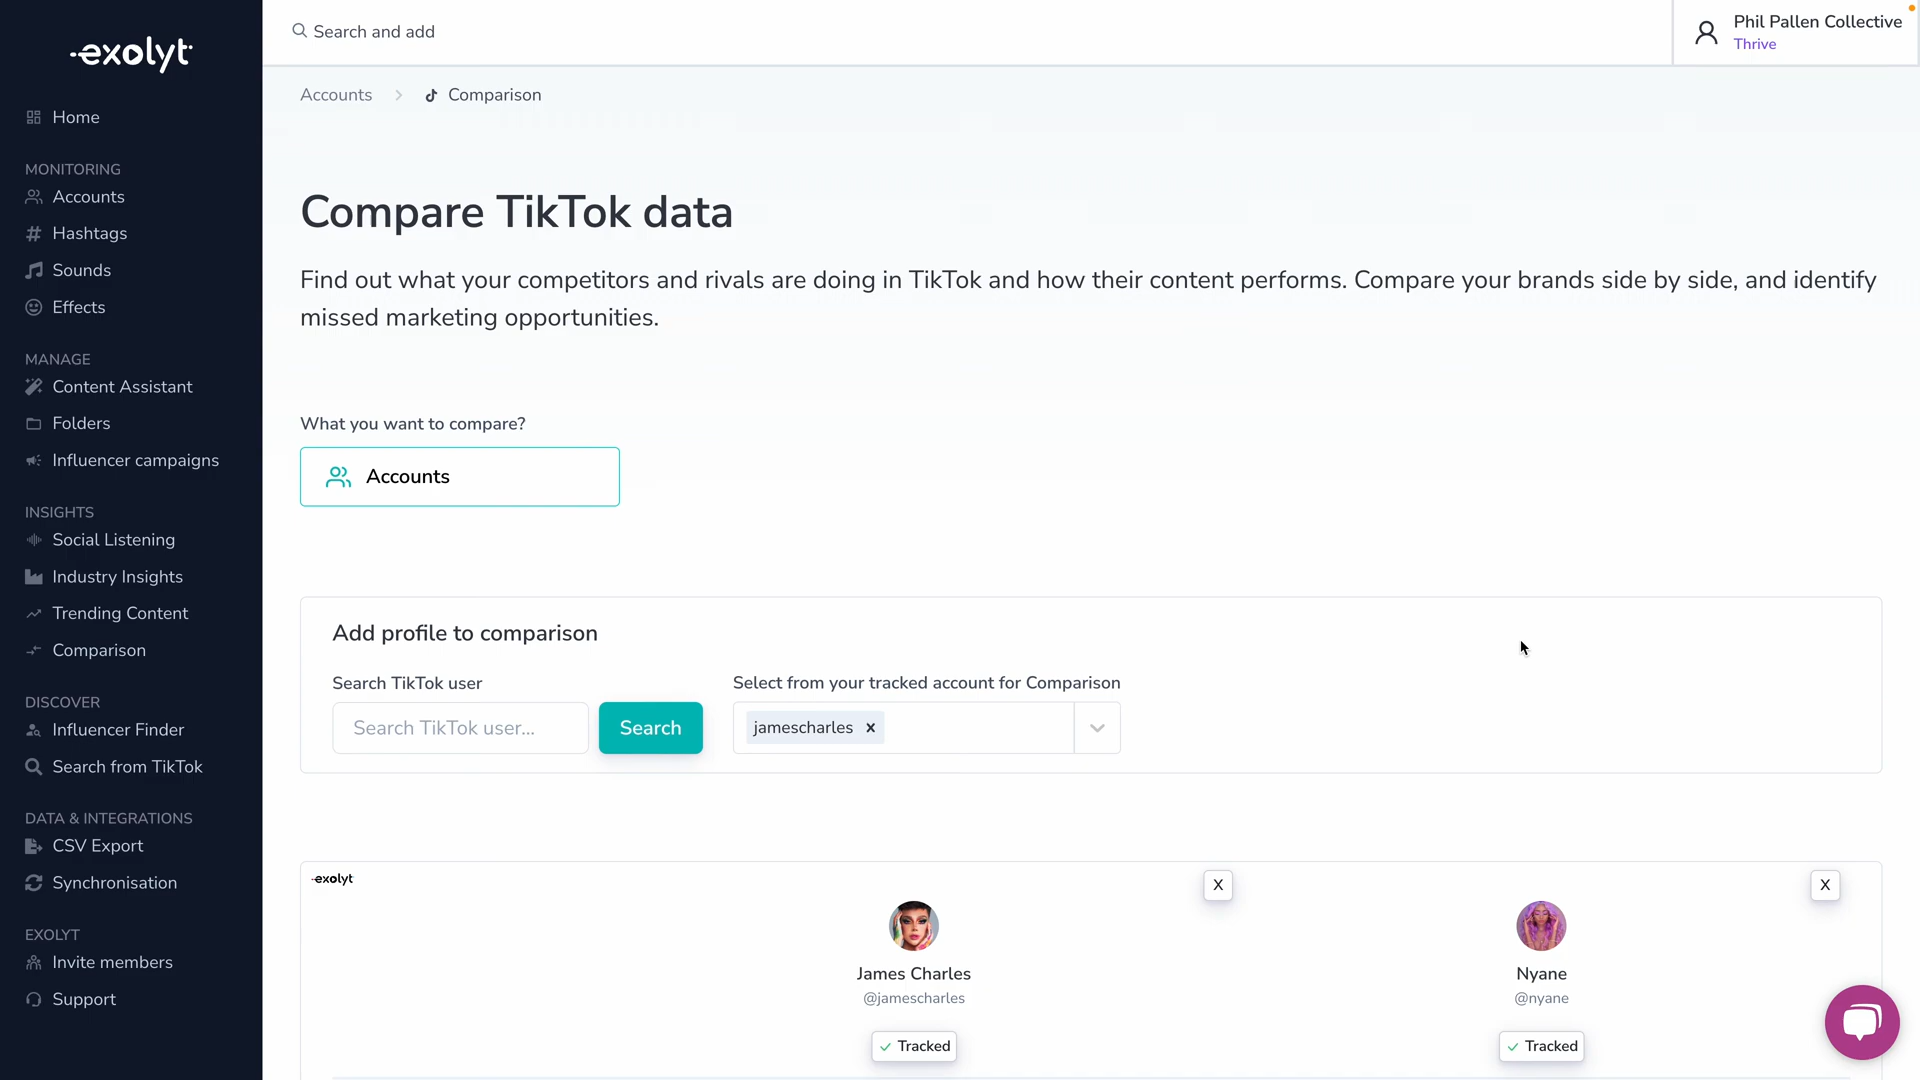 exolyt
Search and add
Phil Pallen Collective
Thrive
Home
MONITORING
Accounts
Hashtags
Sounds
Effects
MANAGE
Content Assistant
Folders
Influencer campaigns
INSIGHTS
Social Listening
Industry Insights
Trending Content
Comparison
DISCOVER
Influencer Finder
Search from TikTok
DATA & INTEGRATIONS
CSV Export
Synchronisation
EXOLYT
Invite members
Support
Accounts > Comparison
Compare TikTok data
Find out what your competitors and rivals are doing in TikTok and how their content performs. Compare your brands side by side, and identify
missed marketing opportunities.
What you want to compare?
Accounts
Add profile to comparison
Search TikTok user
Select from your tracked account for Comparison
Search TikTok user...
Search
jamescharles x
exolyt
X
X
James Charles
@jamescharles
Tracked
Nyane
@nyane
Tracked